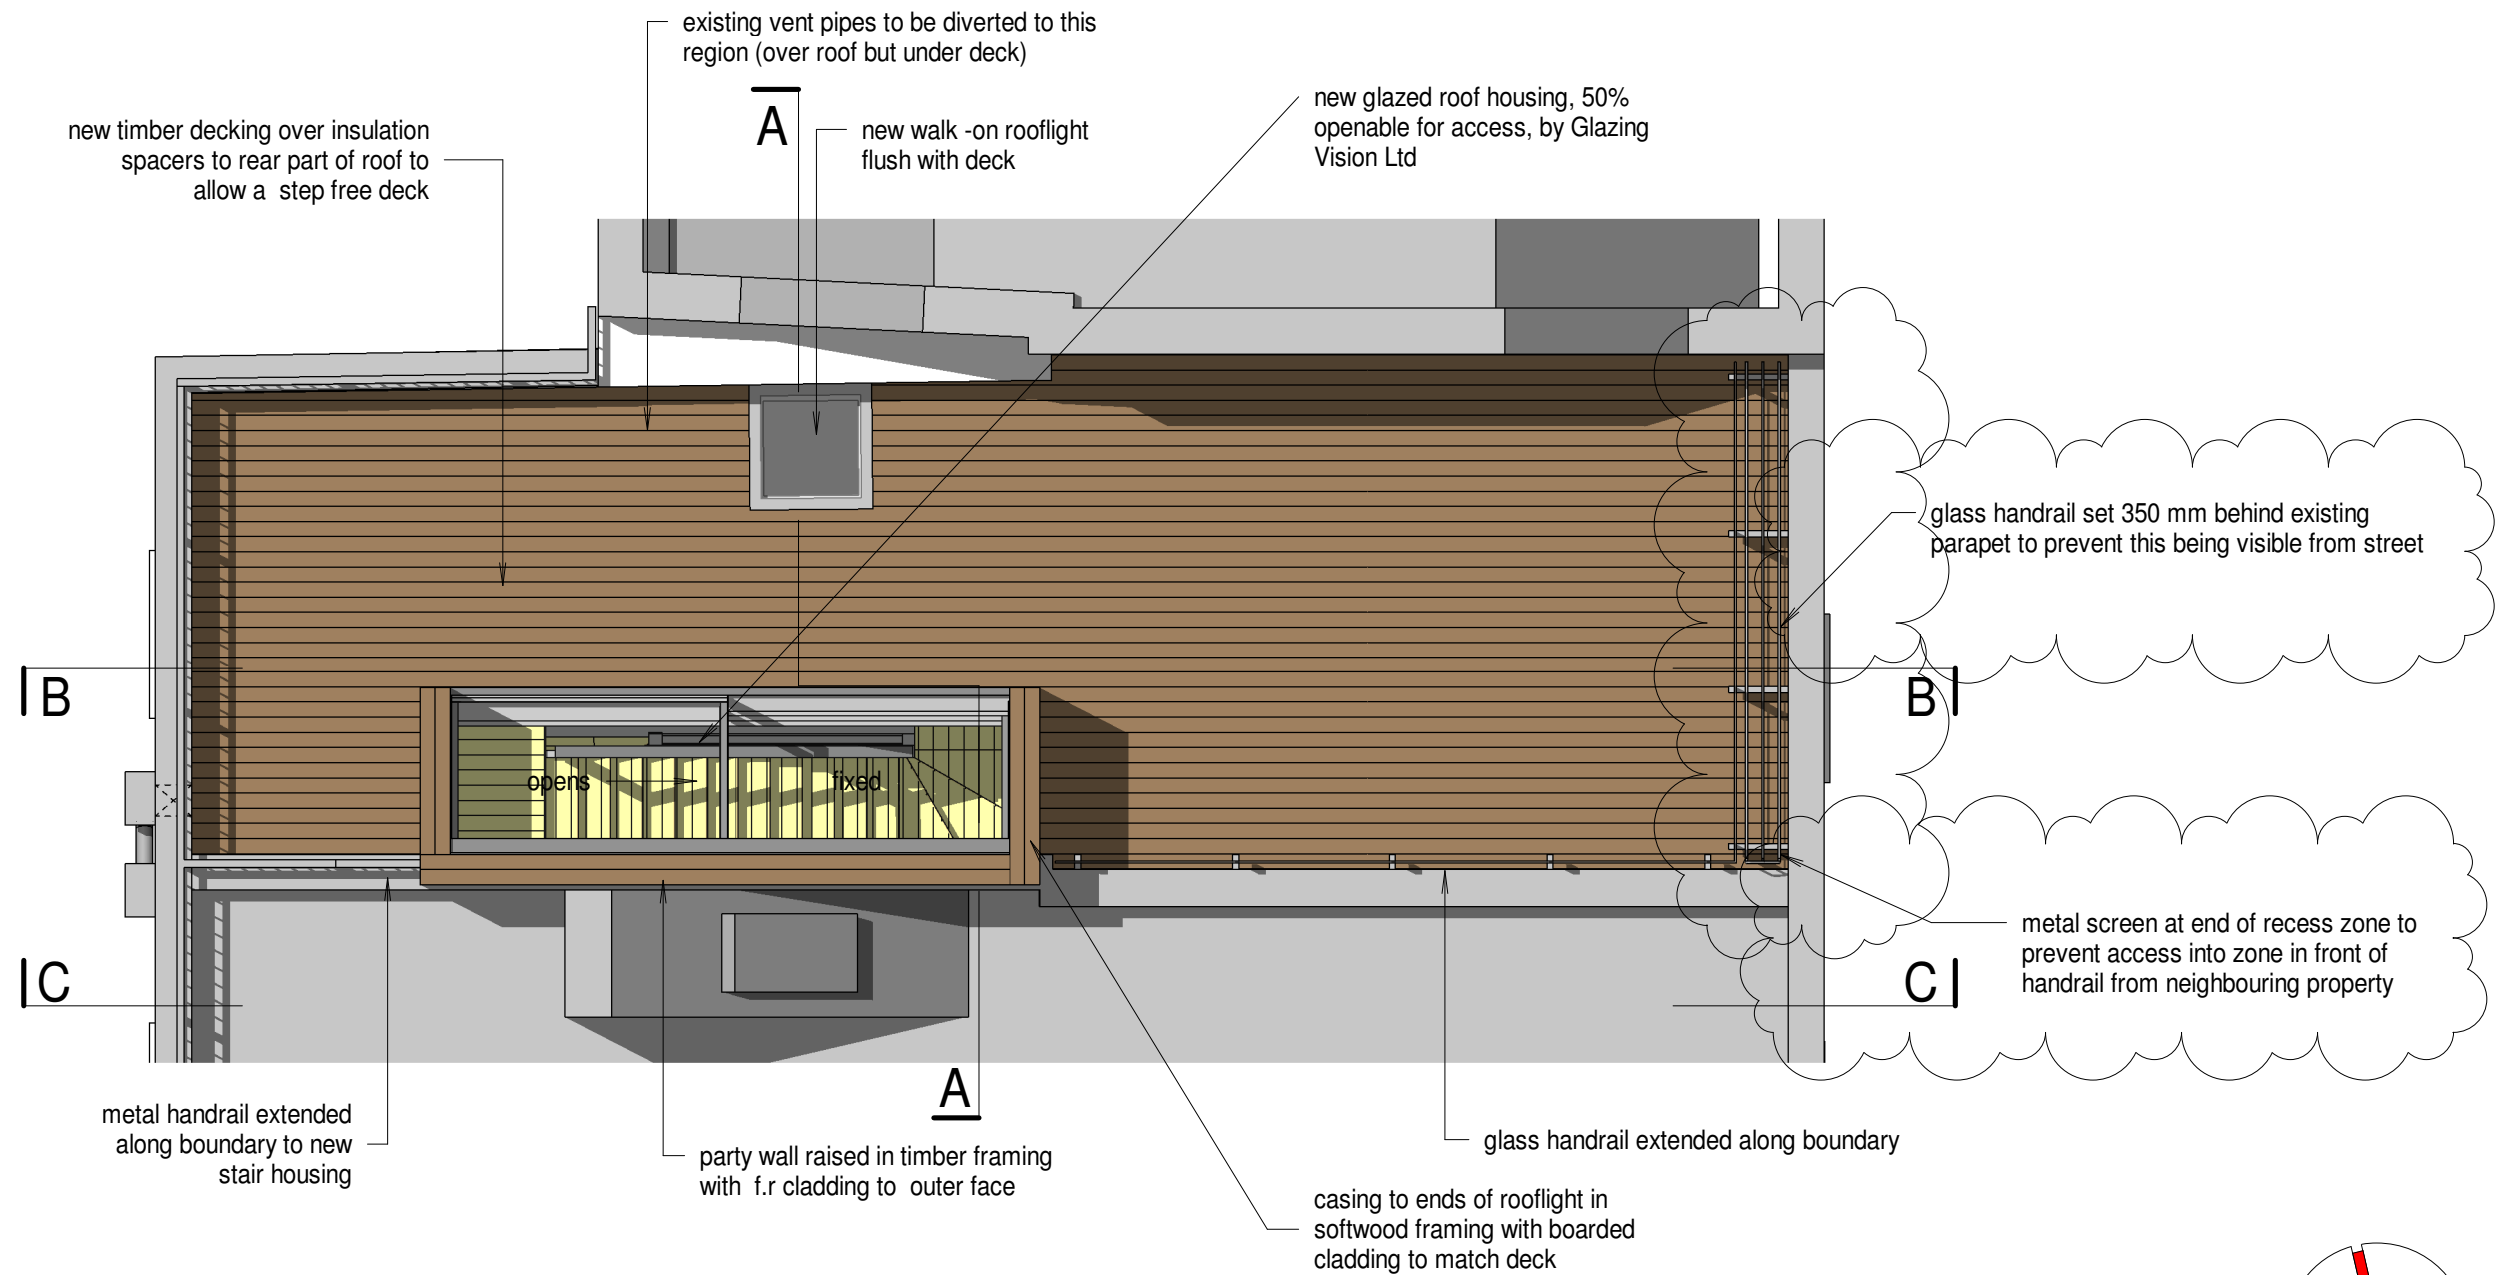 existing vent pipes to be diverted to this
region (over roof but under deck)
A
new walk -on rooflight
flush with deck
new glazed roof housing, 50%
openable for access, by Glazing
Vision Ltd
new timber decking over insulation
spacers to rear part of roof to
allow a step free deck
glass handrail set 350 mm behind existing
parapet to prevent this being visible from street
B
B
opens
fixed
metal screen at end of recess zone to
prevent access into zone in front of
handrail from neighbouring property
C
C
A
metal handrail extended
along boundary to new
stair housing
party wall raised in timber framing
with f.r cladding to outer face
glass handrail extended along boundary
casing to ends of rooflight in
softwood framing with boarded
cladding to match deck